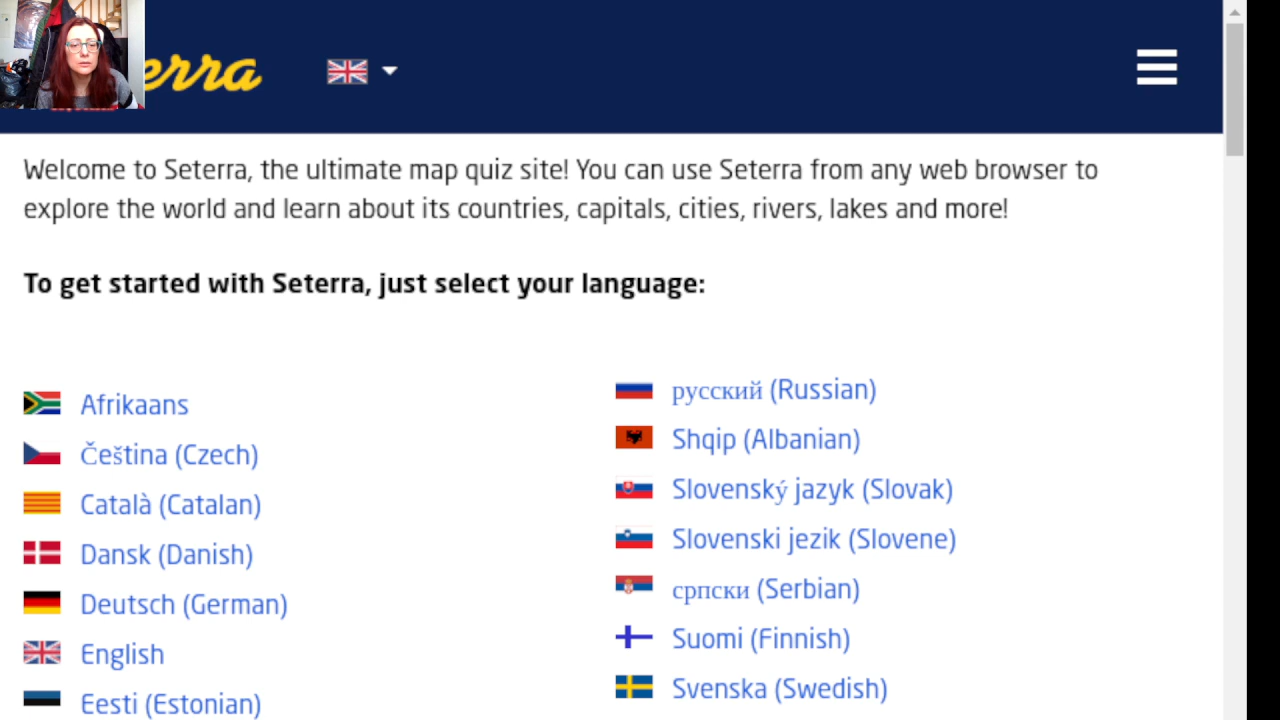 erra
Welcome to Seterra, the ultimate map quiz site! You can use Seterra from any web browser to
explore the world and learn about its countries, capitals, cities, rivers, lakes and more!
To get started with Seterra, just select your language:
Afrikaans
Čeština (Czech)
Català (Catalan)
Dansk (Danish)
Deutsch (German)
English
Eesti (Estonian)
русский (Russian)
Shqip (Albanian)
Slovenský jazyk (Slovak)
Slovenski jezik (Slovene)
српски (Serbian)
Suomi (Finnish)
Svenska (Swedish)